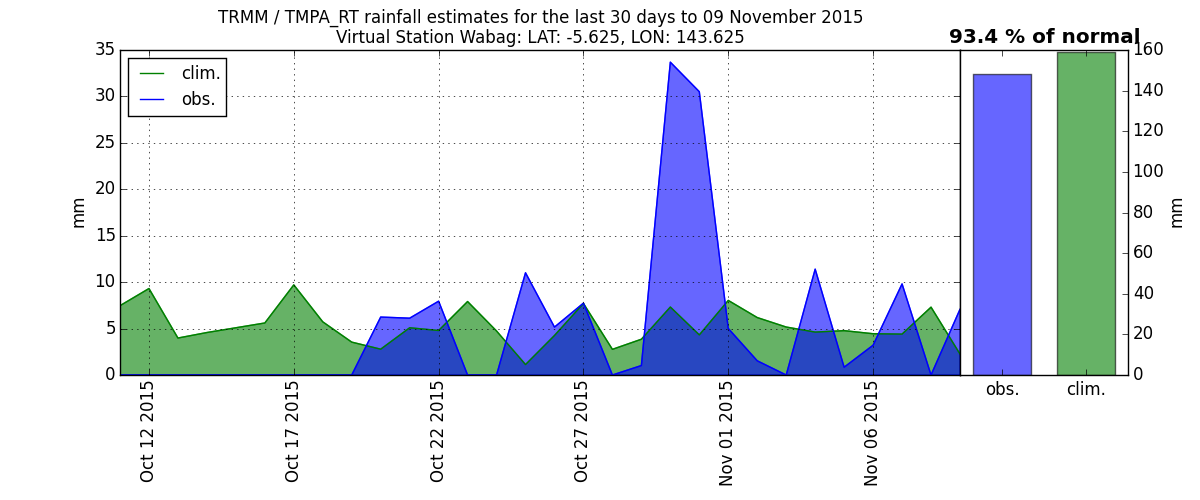 TRMM / TMPA_RT rainfall estimates for the last 30 days to 09 November 2015
Virtual Station Wabag: LAT: -5.625, LON: 143.625
93.4 % of normal
clim.
obs.
35
30
25
20
15
10
5
0
mm
Oct 12 2015
Oct 17 2015
Oct 22 2015
Oct 27 2015
Nov 01 2015
Nov 06 2015
160
140
120
100
80
60
40
20
0
mm
obs.
clim.